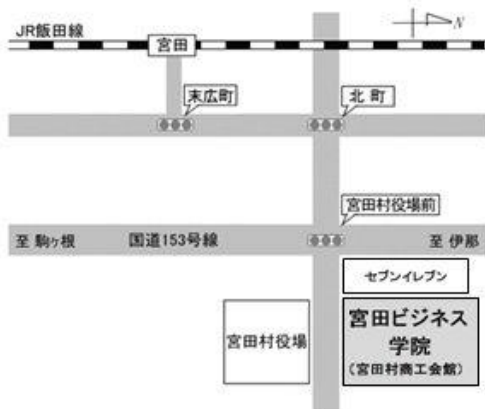 JR飯田線
N
宮田
末広町
北町
宮田村役場前
至 駒ヶ根
国道153号線
至 伊那
セブンイレブン
宮田村役場
宮田ビジネス
学院
(宮田村商工会館)